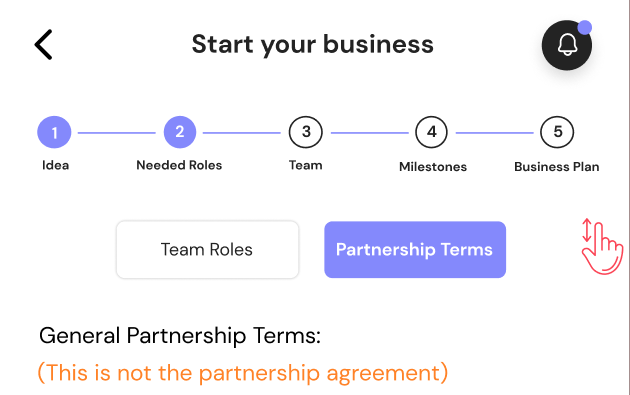 Start your business
1 2 3 4 5
Idea Needed Roles Team Milestones Business Plan
Team Roles Partnership Terms
General Partnership Terms:
(This is not the partnership agreement)